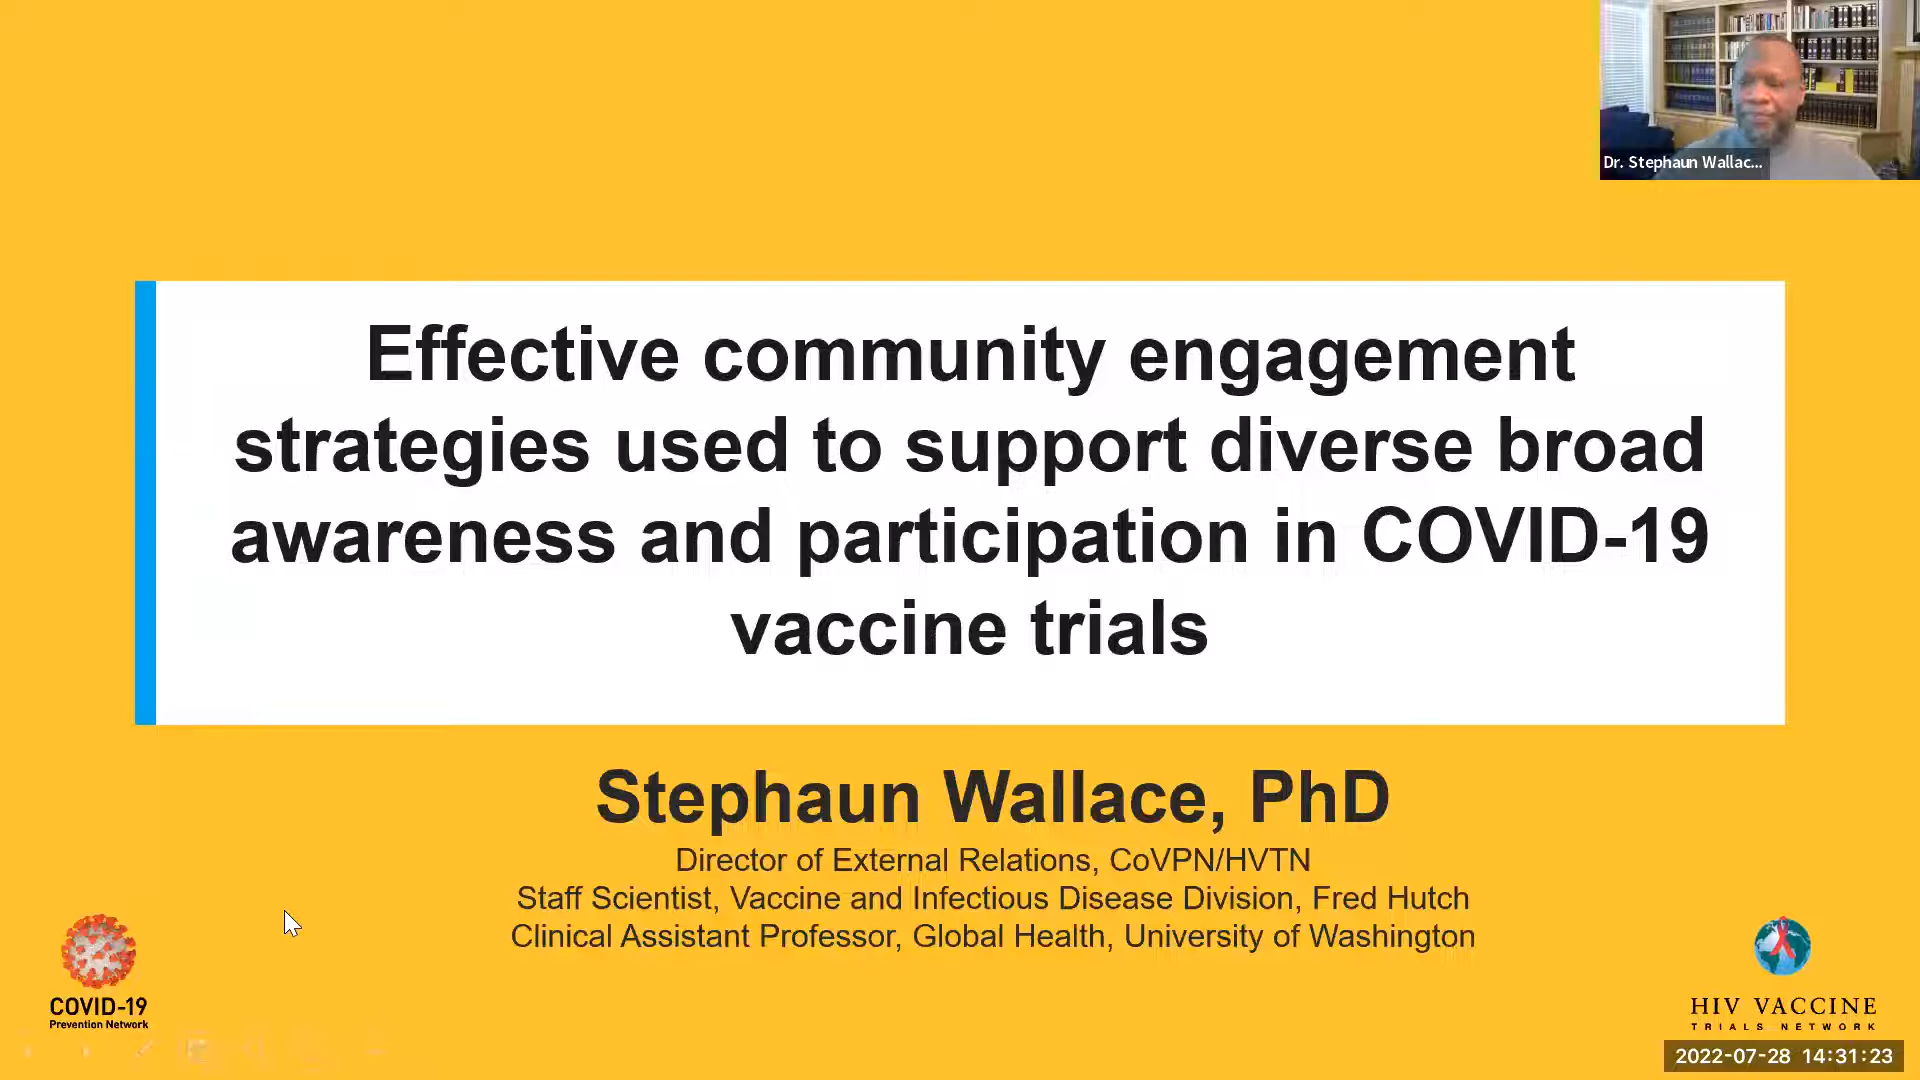 Dr. Stephaun Wallac...
Effective community engagement
strategies used to support diverse broad
awareness and participation in COVID-19
vaccine trials
Stephaun Wallace, PhD
Director of External Relations, CoVPN/HVTN
Staff Scientist, Vaccine and Infectious Disease Division, Fred Hutch
Clinical Assistant Professor, Global Health, University of Washington
COVID-19
Prevention Network
HIV VACCINE
TRIALS NETWORK
2022-07-28 14:31:23